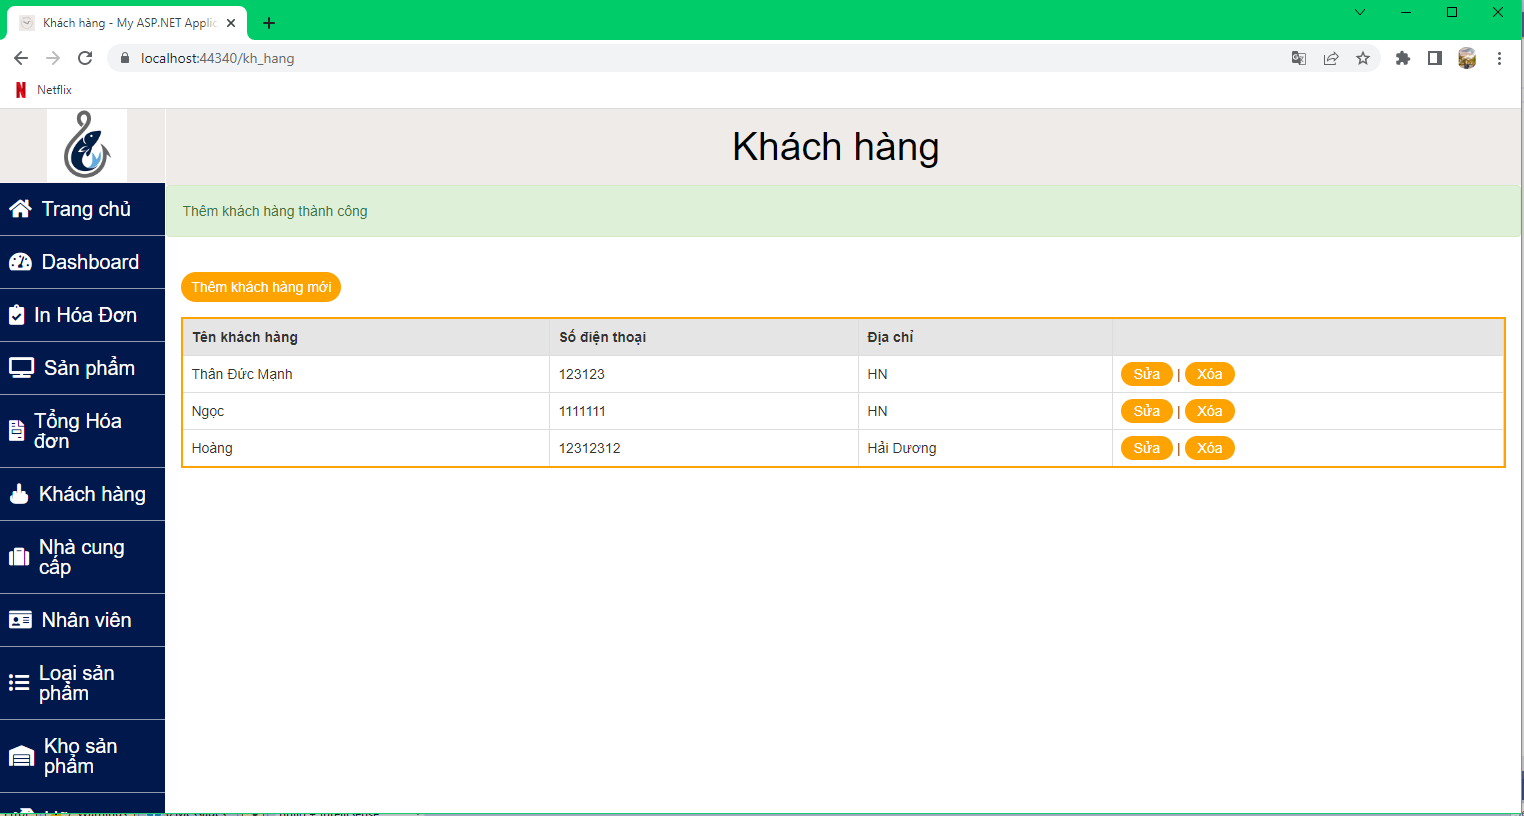 Khách hàng - My ASP.NET Applic
localhost:44340/kh_hang
Netflix
Khách hàng
Trang chủ
Dashboard
In Hóa Đơn
Sản phẩm
Tổng Hóa
đơn
Khách hàng
Nhà cung
cấp
Nhân viên
Loại sản
phẩm
Kho sản
phẩm
Thêm khách hàng thành công
Thêm khách hàng mới
Tên khách hàng Số điện thoại Địa chỉ
Thân Đức Mạnh 123123 HN Sửa | Xóa
Ngọc 1111111 HN Sửa | Xóa
Hoàng 12312312 Hải Dương Sửa | Xóa